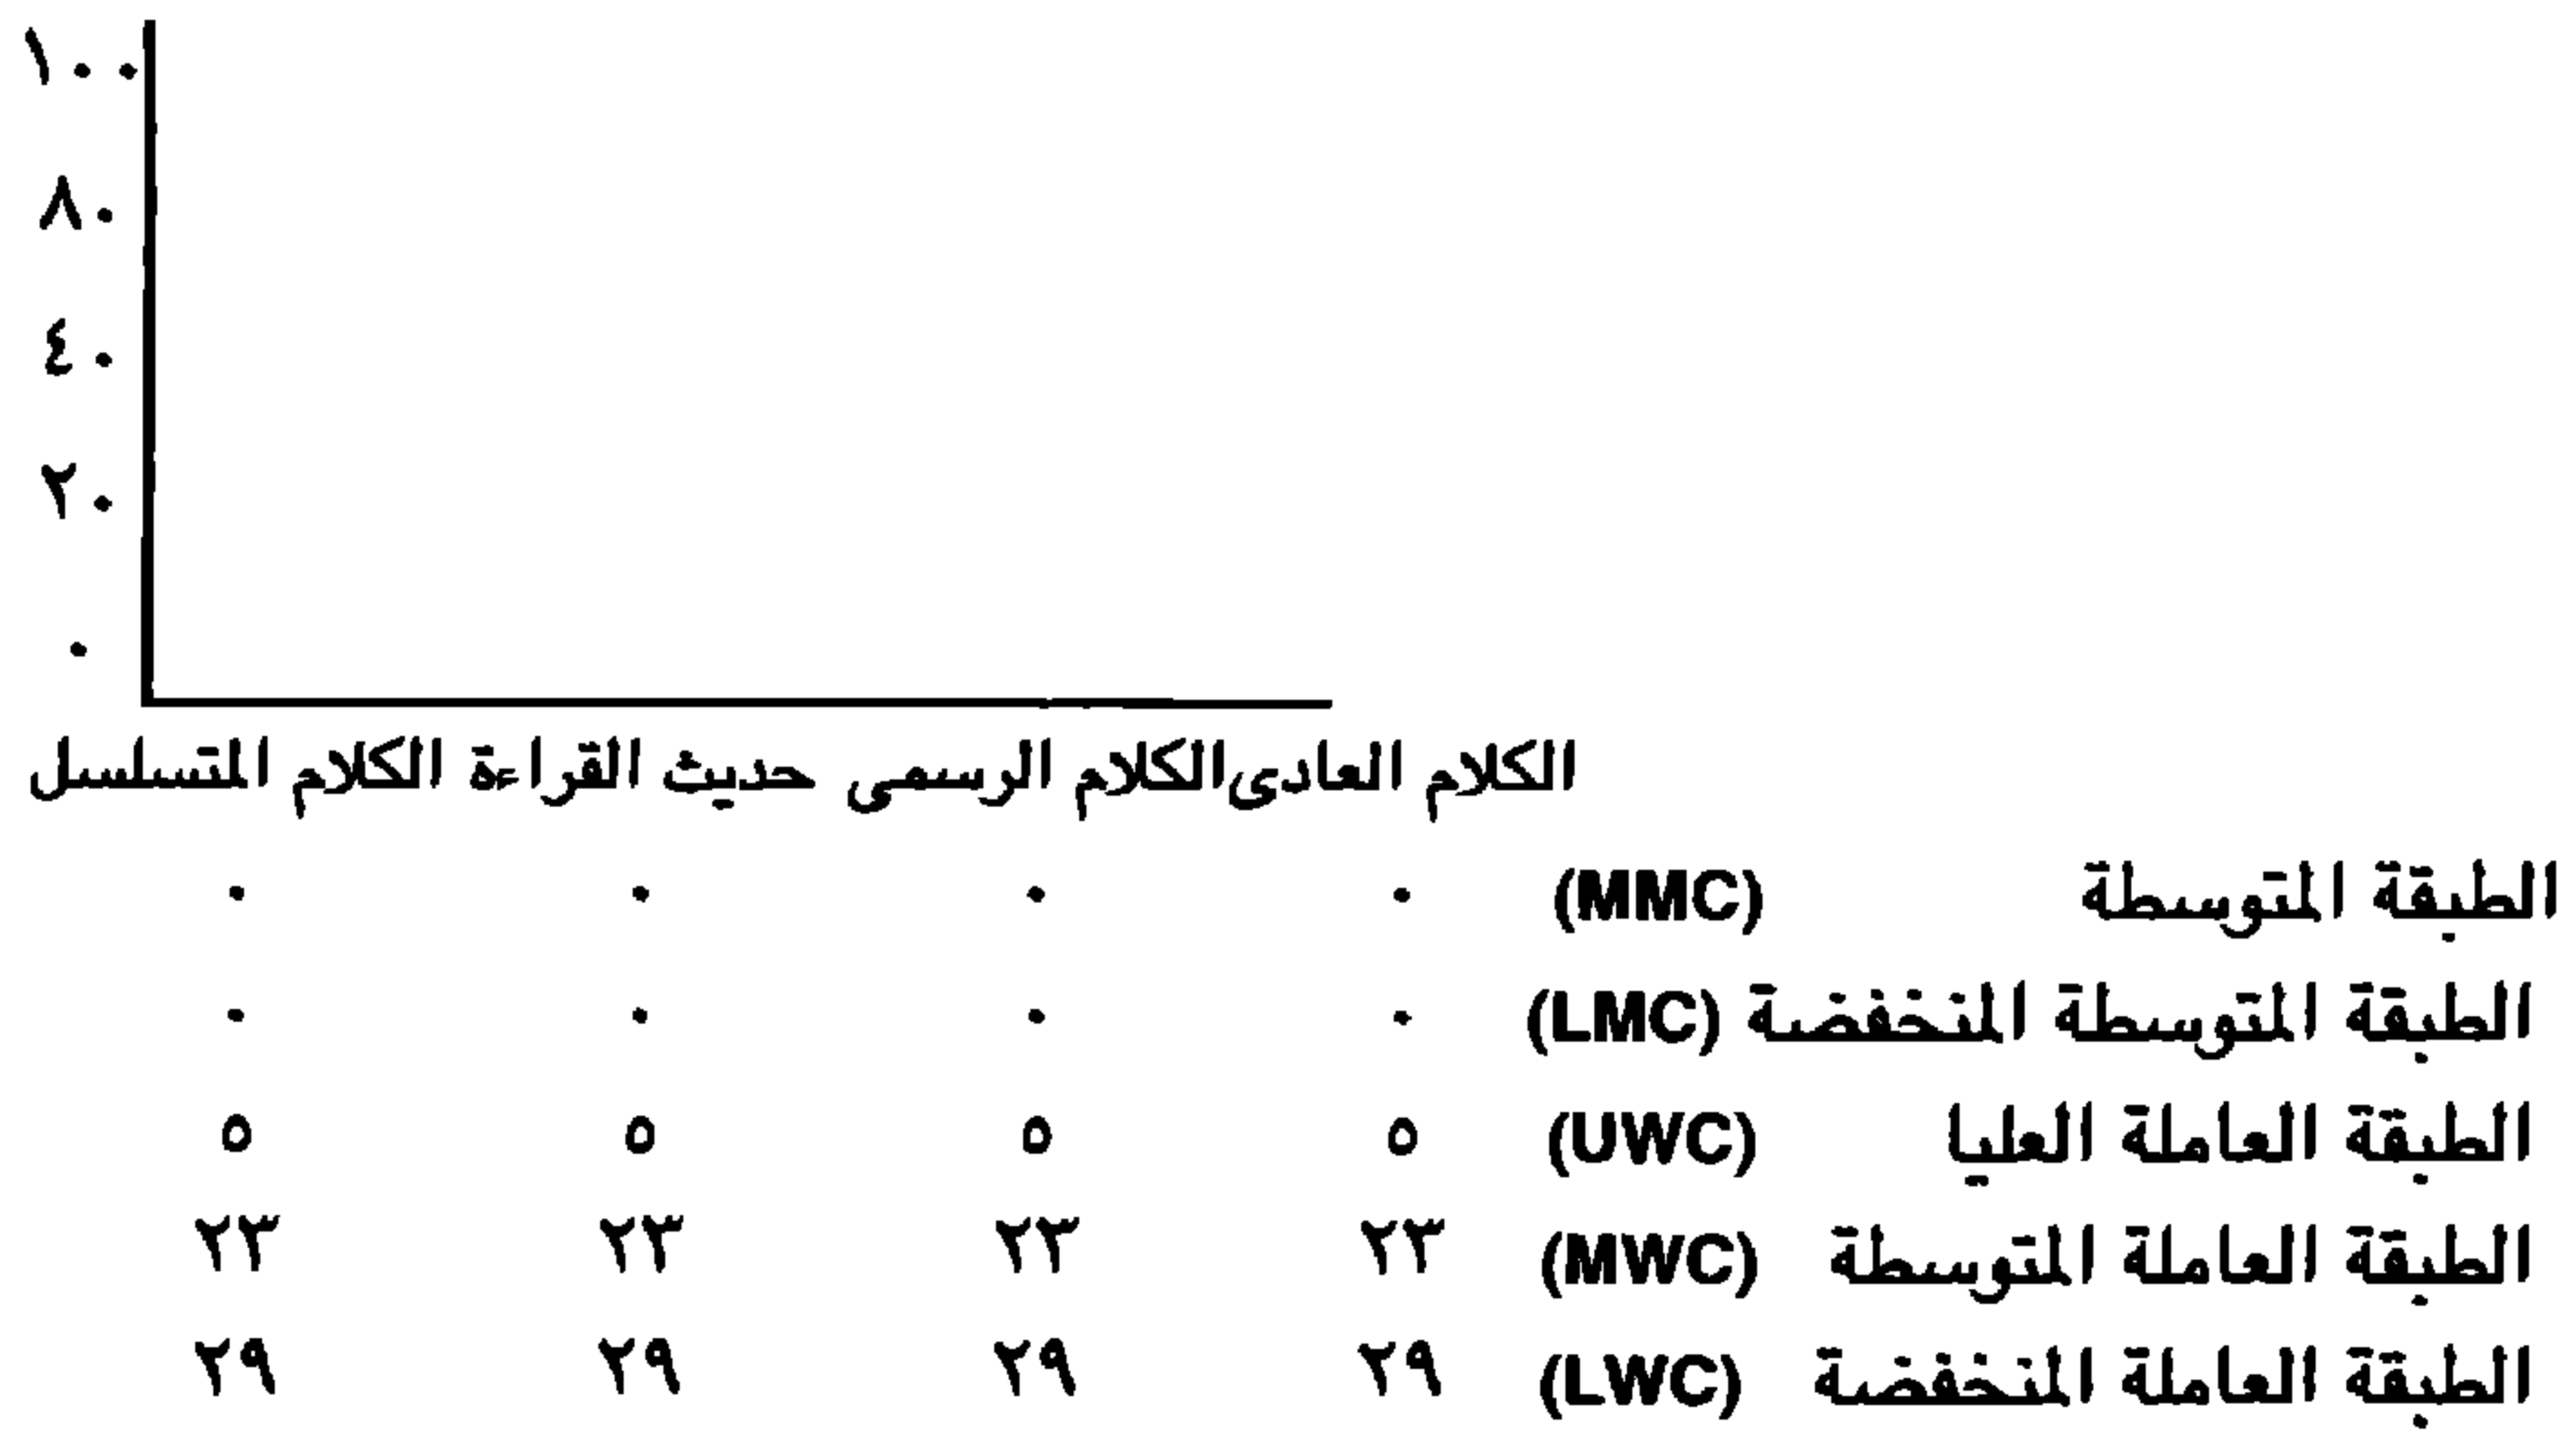 ١٠٠
٨٠
٤٠
٢٠
٠
الكلام العادى الكلام الرسمى حديث القراءة الكلام المتسلسل
الطبقة المتوسطة (MMC) ٠ ٠ ٠ ٠
الطبقة المتوسطة المنخفضة (LMC) ٠ ٠ ٠ ٠
الطبقة العاملة العليا (UWC) ٥ ٥ ٥ ٥
الطبقة العاملة المتوسطة (MWC) ٢٣ ٢٣ ٢٣ ٢٣
الطبقة العاملة المنخفضة (LWC) ٢٩ ٢٩ ٢٩ ٢٩